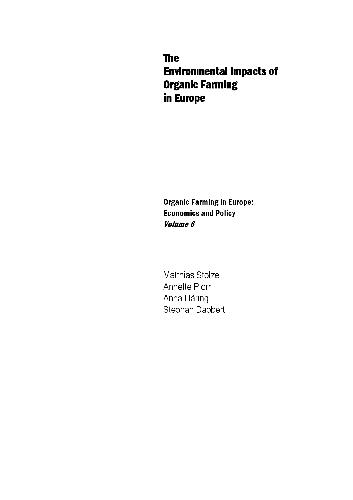 The
Environmental Impacts of
Organic Farming
in Europe
Organic Farming in Europe:
Economics and Policy
Volume 6
Matthias Stolze
Annette Piorr
Anna Häring
Stephan Dabbert